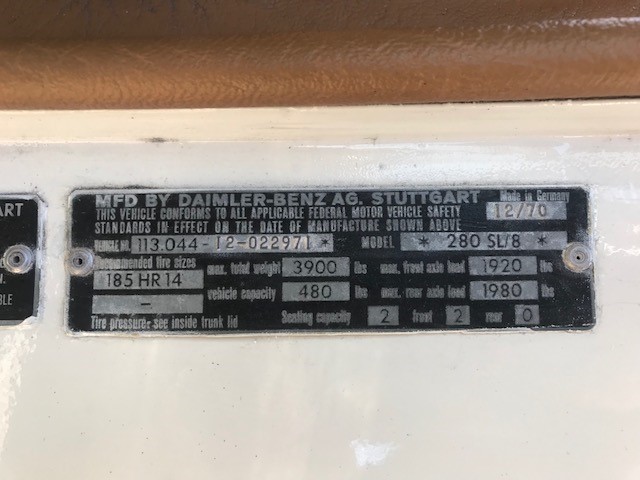 MFD BY DAIMLER-BENZ AG. STUTTGART Made in Germany
THIS VEHICLE CONFORMS TO ALL APPLICABLE FEDERAL MOTOR VEHICLE SAFETY 12/70
STANDARDS IN EFFECT ON THE DATE OF MANUFACTURE SHOWN ABOVE
VEHICLE 113.044-12-022971* MODEL * 280 SL/8 *
Recommended tire sizes max. total weight 3900 lbs max. front axle load 1920 lbs
185 HR 14 vehicle capacity 480 lbs max. rear axle load 1980 lbs
–
Tire pressure: see inside trunk lid Seating capacity 2 front 2 rear 0
ART
BLE